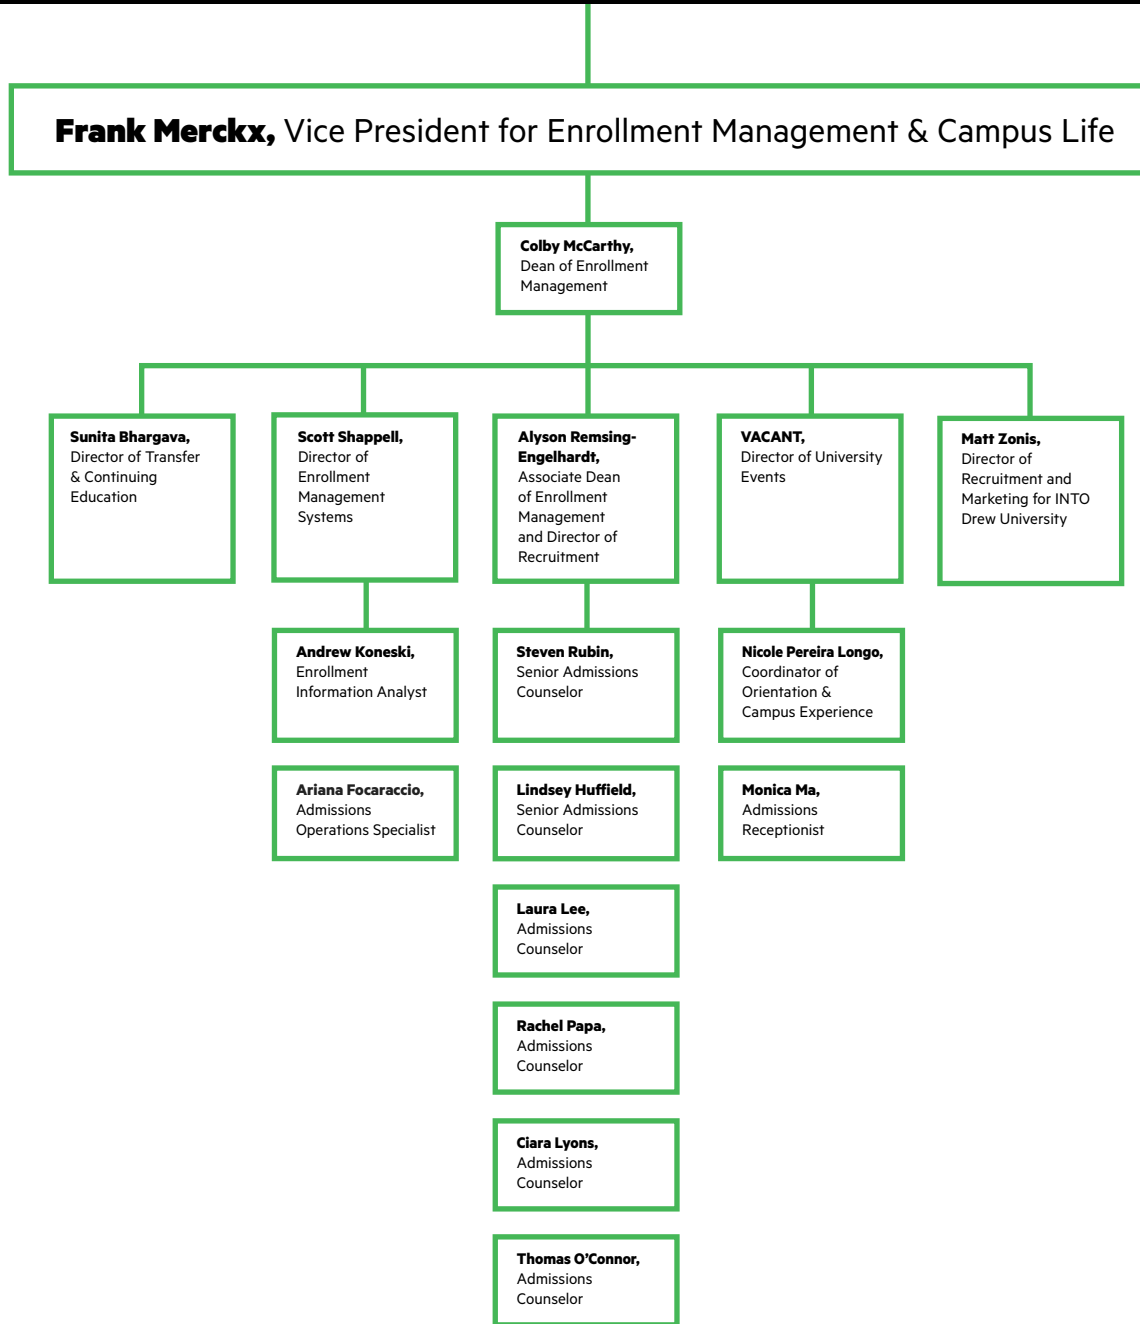 Frank Merckx, Vice President for Enrollment Management & Campus Life
Colby McCarthy,
Dean of Enrollment
Management
Sunita Bhargava,
Director of Transfer
& Continuing
Education
Scott Shappell,
Director of
Enrollment
Management
Systems
Alyson Remsing-
Engelhardt,
Associate Dean
of Enrollment
Management
and Director of
Recruitment
VACANT,
Director of University
Events
Matt Zonis,
Director of
Recruitment and
Marketing for INTO
Drew University
Andrew Koneski,
Enrollment
Information Analyst
Steven Rubin,
Senior Admissions
Counselor
Nicole Pereira Longo,
Coordinator of
Orientation &
Campus Experience
Ariana Focaraccio,
Admissions
Operations Specialist
Lindsey Huffield,
Senior Admissions
Counselor
Monica Ma,
Admissions
Receptionist
Laura Lee,
Admissions
Counselor
Rachel Papa,
Admissions
Counselor
Ciara Lyons,
Admissions
Counselor
Thomas O’Connor,
Admissions
Counselor